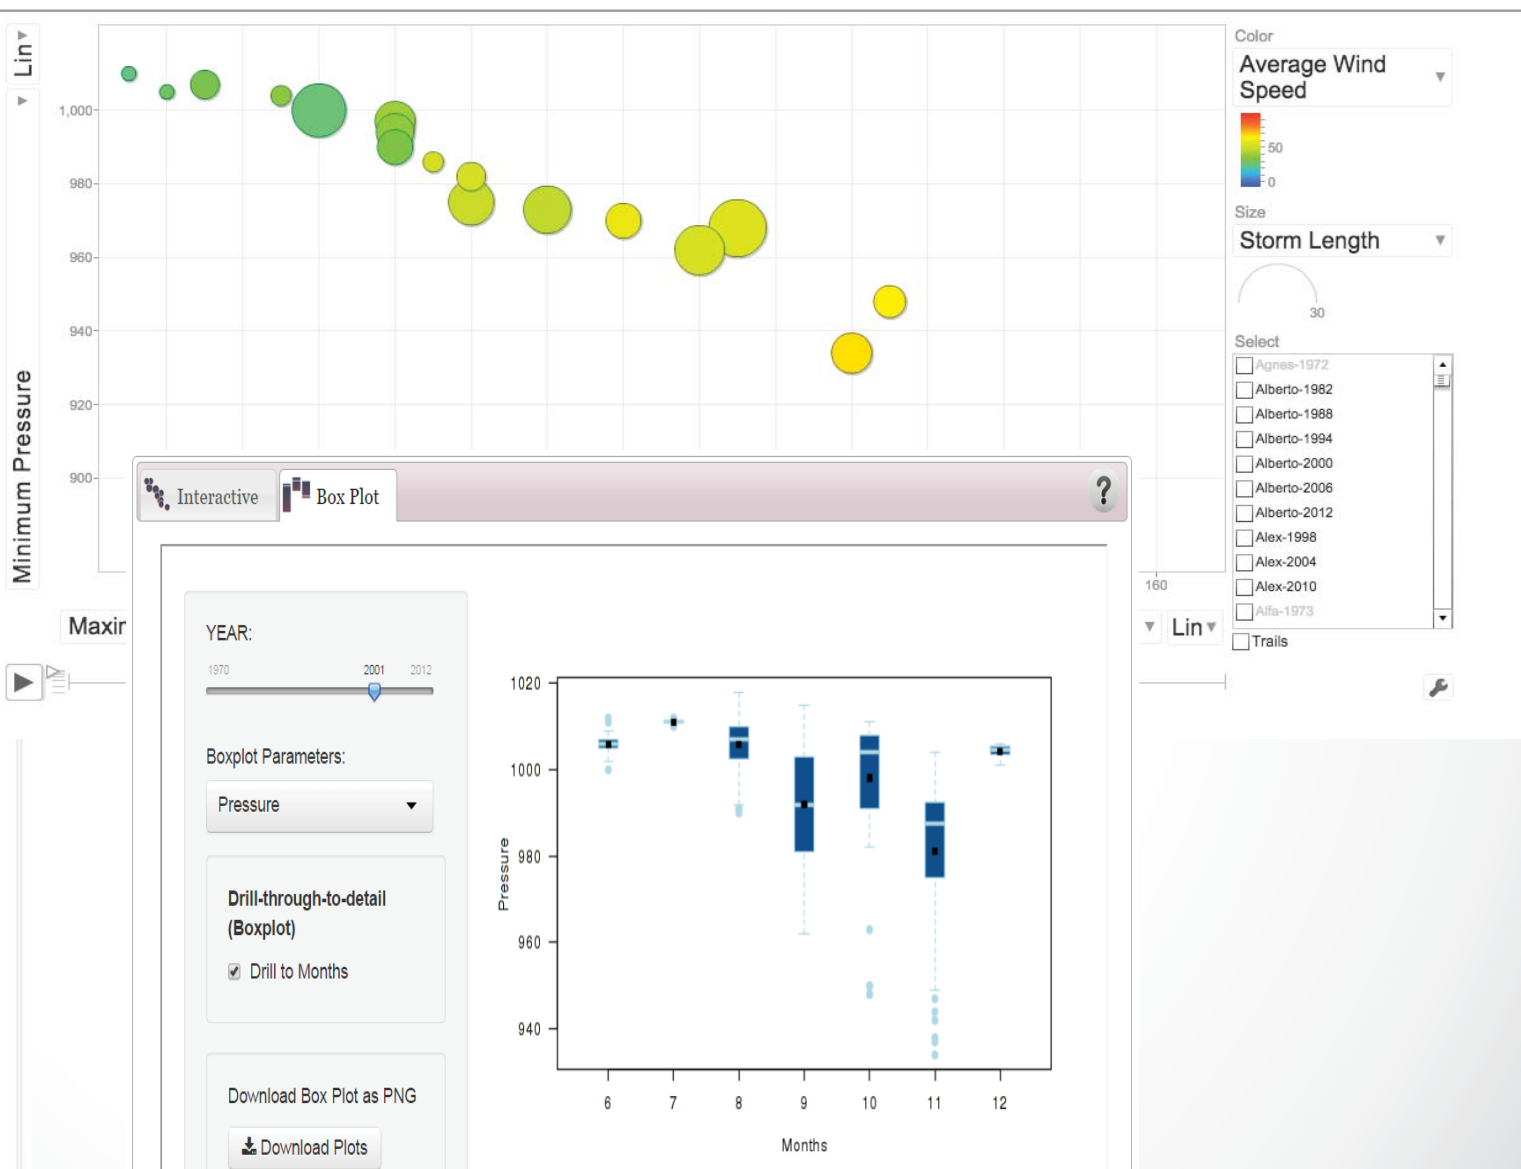 Lin
Minimum Pressure
1,000
980
960
940
920
900
160
Lin
Color
Average Wind
Speed
50
0
Size
Storm Length
30
Select
Agnes-1972
Alberto-1982
Alberto-1988
Alberto-1994
Alberto-2000
Alberto-2006
Alberto-2012
Alex-1998
Alex-2004
Alex-2010
Alfa-1973
Trails
Interactive
Box Plot
?
YEAR:
1970 2001 2012
Boxplot Parameters:
Pressure
Drill-through-to-detail
(Boxplot)
Drill to Months
Download Box Plot as PNG
Download Plots
Pressure
1020
1000
980
960
940
6 7 8 9 10 11 12
Months